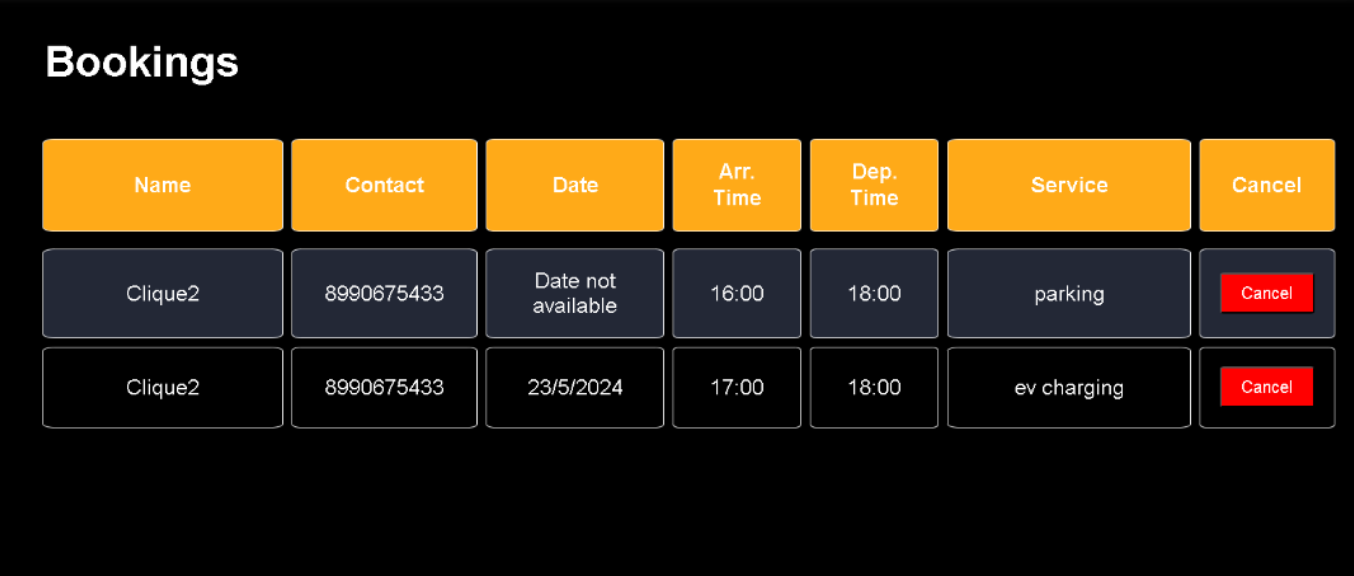 Bookings
Name Contact Date Arr. Time Dep. Time Service Cancel
Clique2 8990675433 Date not available 16:00 18:00 parking Cancel
Clique2 8990675433 23/5/2024 17:00 18:00 ev charging Cancel